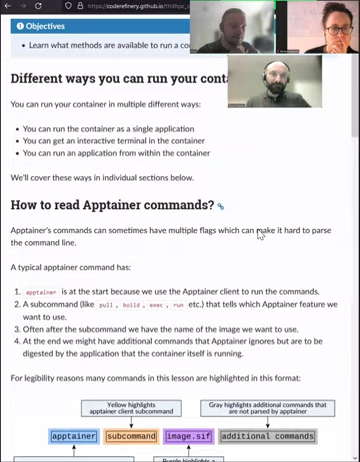 https://coderefinery.github.io/ttt4hpc_c
Objectives
Learn what methods are available to run a co
Different ways you can run your cont
You can run your container in multiple different ways:
You can run the container as a single application
You can get an interactive terminal in the container
You can run an application from within the container
We'll cover these ways in individual sections below.
How to read Apptainer commands?
Apptainer's commands can sometimes have multiple flags which can make it hard to parse
the command line.
A typical apptainer command has:
1. apptainer is at the start because we use the Apptainer client to run the commands.
2. A subcommand (like pull , build , exec , run etc.) that tells which Apptainer feature we
want to use.
3. Often after the subcommand we have the name of the image we want to use.
4. At the end we might have additional commands that Apptainer ignores but are to be
digested by the application that the container itself is running.
For legibility reasons many commands in this lesson are highlighted in this format:
Yellow highlights
apptainer client subcommand
Gray highlights additional commands that
are not parsed by apptainer
apptainer subcommand image.sif additional commands
Purple highlights a